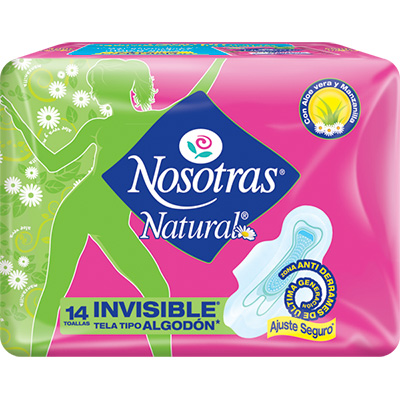 Con Aloe vera y Manzanilla
Nosotras®
Natural®
14
TOALLAS
INVISIBLE®
TELA TIPO ALGODÓN*
ZONA ANTI DERRAMES
DE ÚLTIMA
GENERACIÓN
Ajuste Seguro*